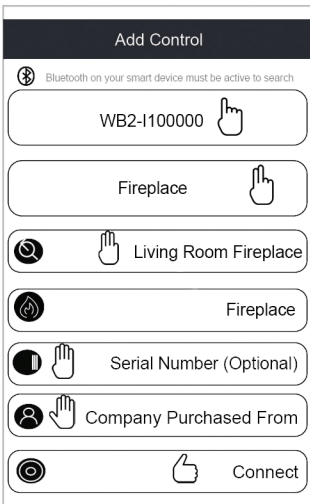 Add Control
Bluetooth on your smart device must be active to search
WB2-I100000
Fireplace
Living Room Fireplace
Fireplace
Serial Number (Optional)
Company Purchased From
Connect